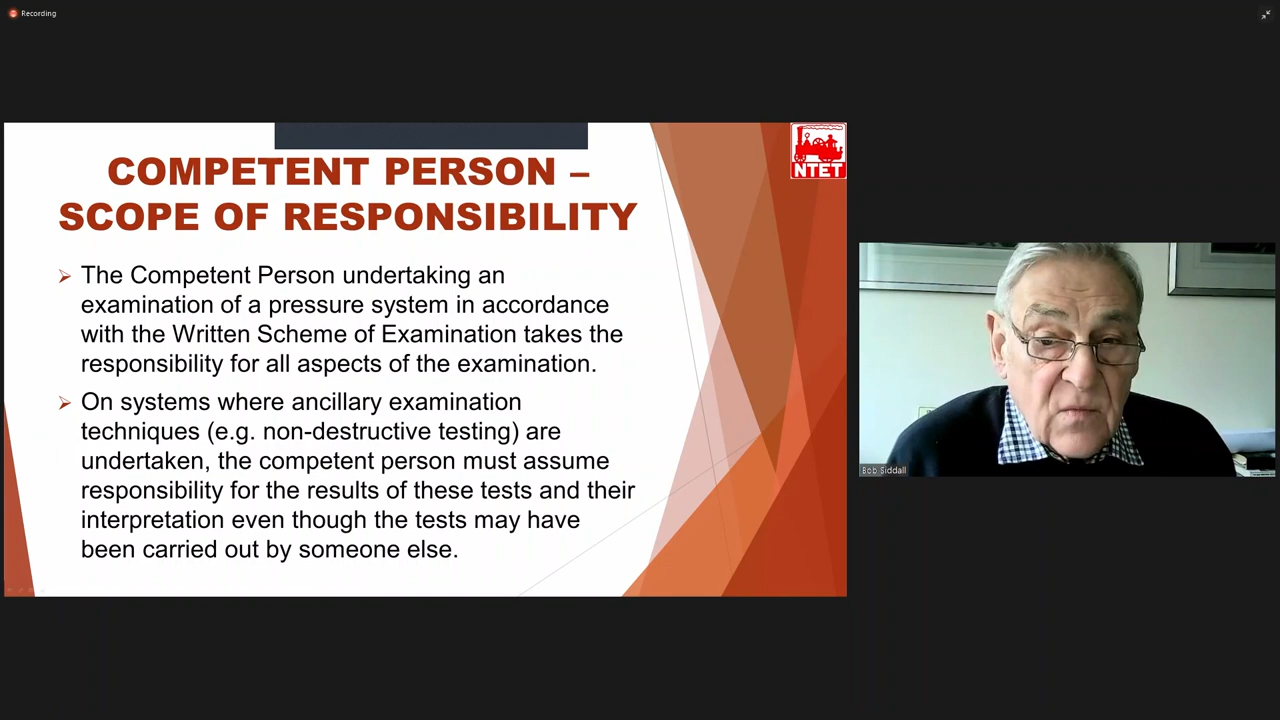 Recording
NTET
COMPETENT PERSON –
SCOPE OF RESPONSIBILITY
The Competent Person undertaking an
examination of a pressure system in accordance
with the Written Scheme of Examination takes the
responsibility for all aspects of the examination.
On systems where ancillary examination
techniques (e.g. non-destructive testing) are
undertaken, the competent person must assume
responsibility for the results of these tests and their
interpretation even though the tests may have
been carried out by someone else.
Bob Siddall